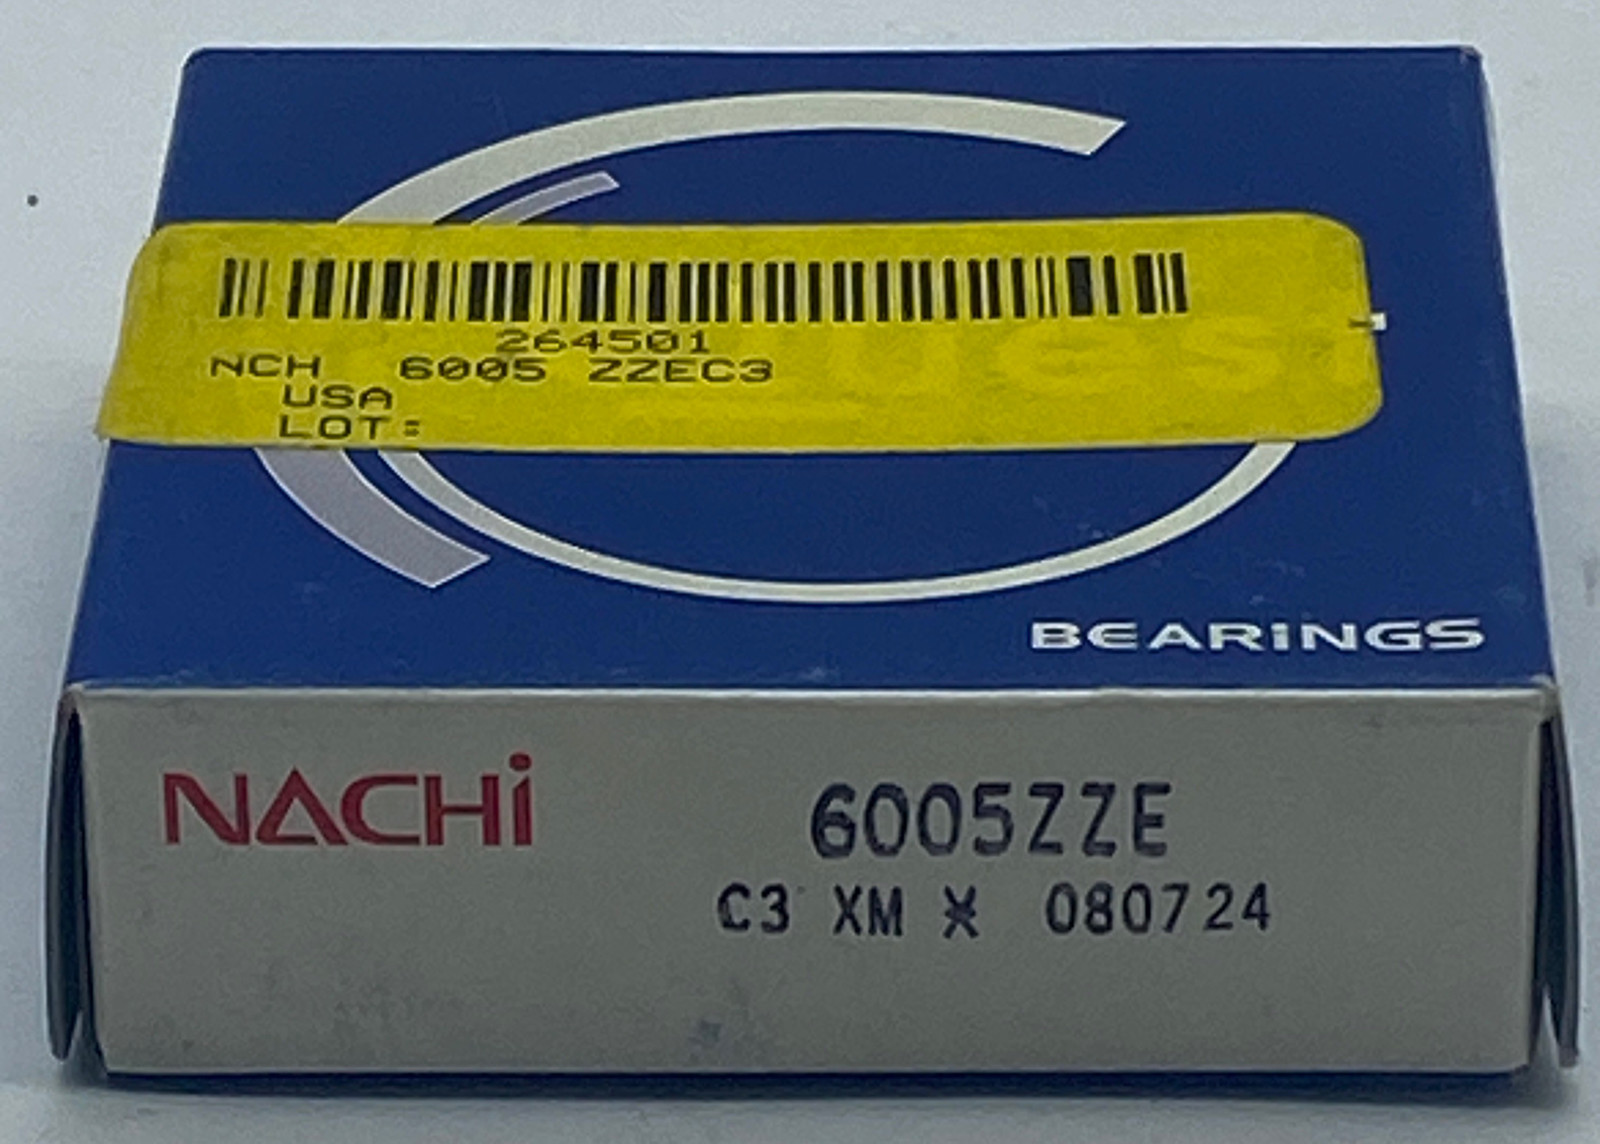 264501
NCH 6005 ZZEC3
USA
LOT:
BEARiNGS
NACHi
6005ZZE
C3 XM X 080724